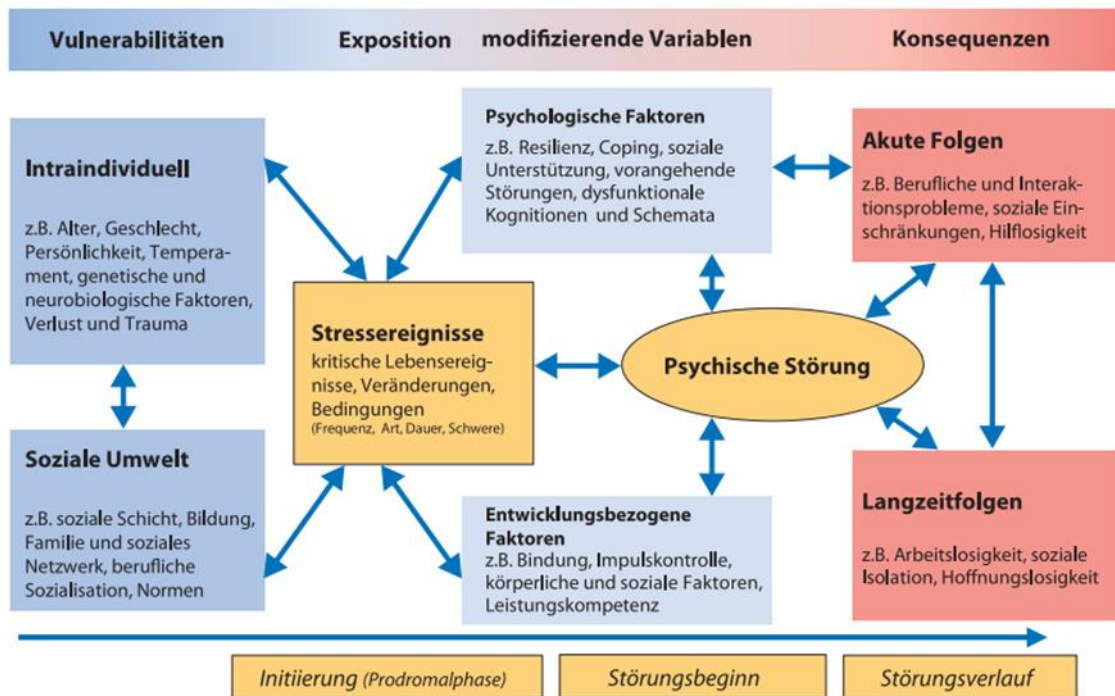 Vulnerabilitäten
Exposition
modifizierende Variablen
Konsequenzen
Intraindividuell
z.B. Alter, Geschlecht,
Persönlichkeit, Tempera-
ment, genetische und
neurobiologische Faktoren,
Verlust und Trauma
Soziale Umwelt
z.B. soziale Schicht, Bildung,
Familie und soziales
Netzwerk, berufliche
Sozialisation, Normen
Stressereignisse
kritische Lebensereig-
nisse, Veränderungen,
Bedingungen
(Frequenz, Art, Dauer, Schwere)
Psychologische Faktoren
z.B. Resilienz, Coping, soziale
Unterstützung, vorangehende
Störungen, dysfunktionale
Kognitionen und Schemata
Psychische Störung
Entwicklungsbezogene
Faktoren
z.B. Bindung, Impulskontrolle,
körperliche und soziale Faktoren,
Leistungskompetenz
Akute Folgen
z.B. Berufliche und Interak-
tionsprobleme, soziale Ein-
schränkungen, Hilflosigkeit
Langzeitfolgen
z.B. Arbeitslosigkeit, soziale
Isolation, Hoffnungslosigkeit
Initiierung (Prodromalphase)
Störungsbeginn
Störungsverlauf